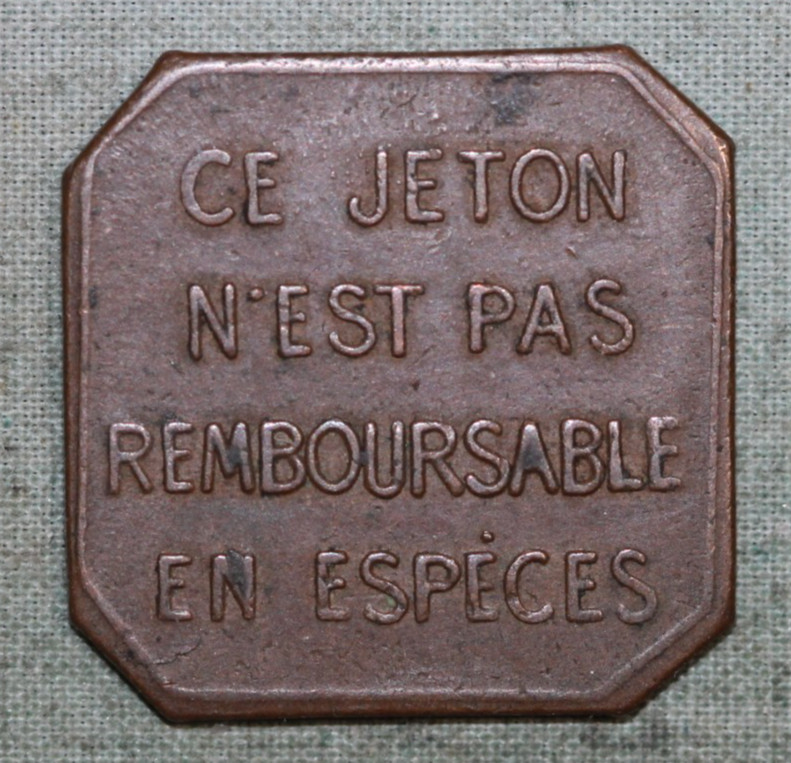 CE JETON
N'EST PAS
REMBOURSABLE
EN ESPÈCES